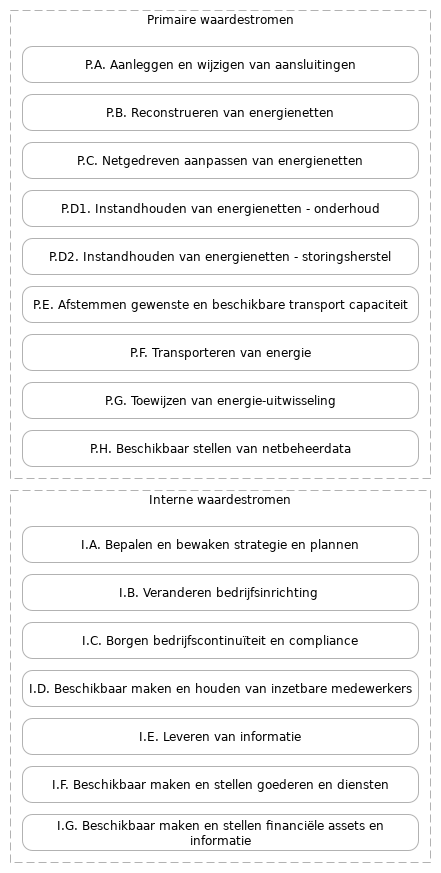 Primaire waardestromen
P.A. Aanleggen en wijzigen van aansluitingen
P.B. Reconstrueren van energienetten
P.C. Netgedreven aanpassen van energienetten
P.D1. Instandhouden van energienetten - onderhoud
P.D2. Instandhouden van energienetten - storingsherstel
P.E. Afstemmen gewenste en beschikbare transport capaciteit
P.F. Transporteren van energie
P.G. Toewijzen van energie-uitwisseling
P.H. Beschikbaar stellen van netbeheerdata
Interne waardestromen
I.A. Bepalen en bewaken strategie en plannen
I.B. Veranderen bedrijfsinrichting
I.C. Borgen bedrijfscontinuïteit en compliance
I.D. Beschikbaar maken en houden van inzetbare medewerkers
I.E. Leveren van informatie
I.F. Beschikbaar maken en stellen goederen en diensten
I.G. Beschikbaar maken en stellen financiële assets en
informatie